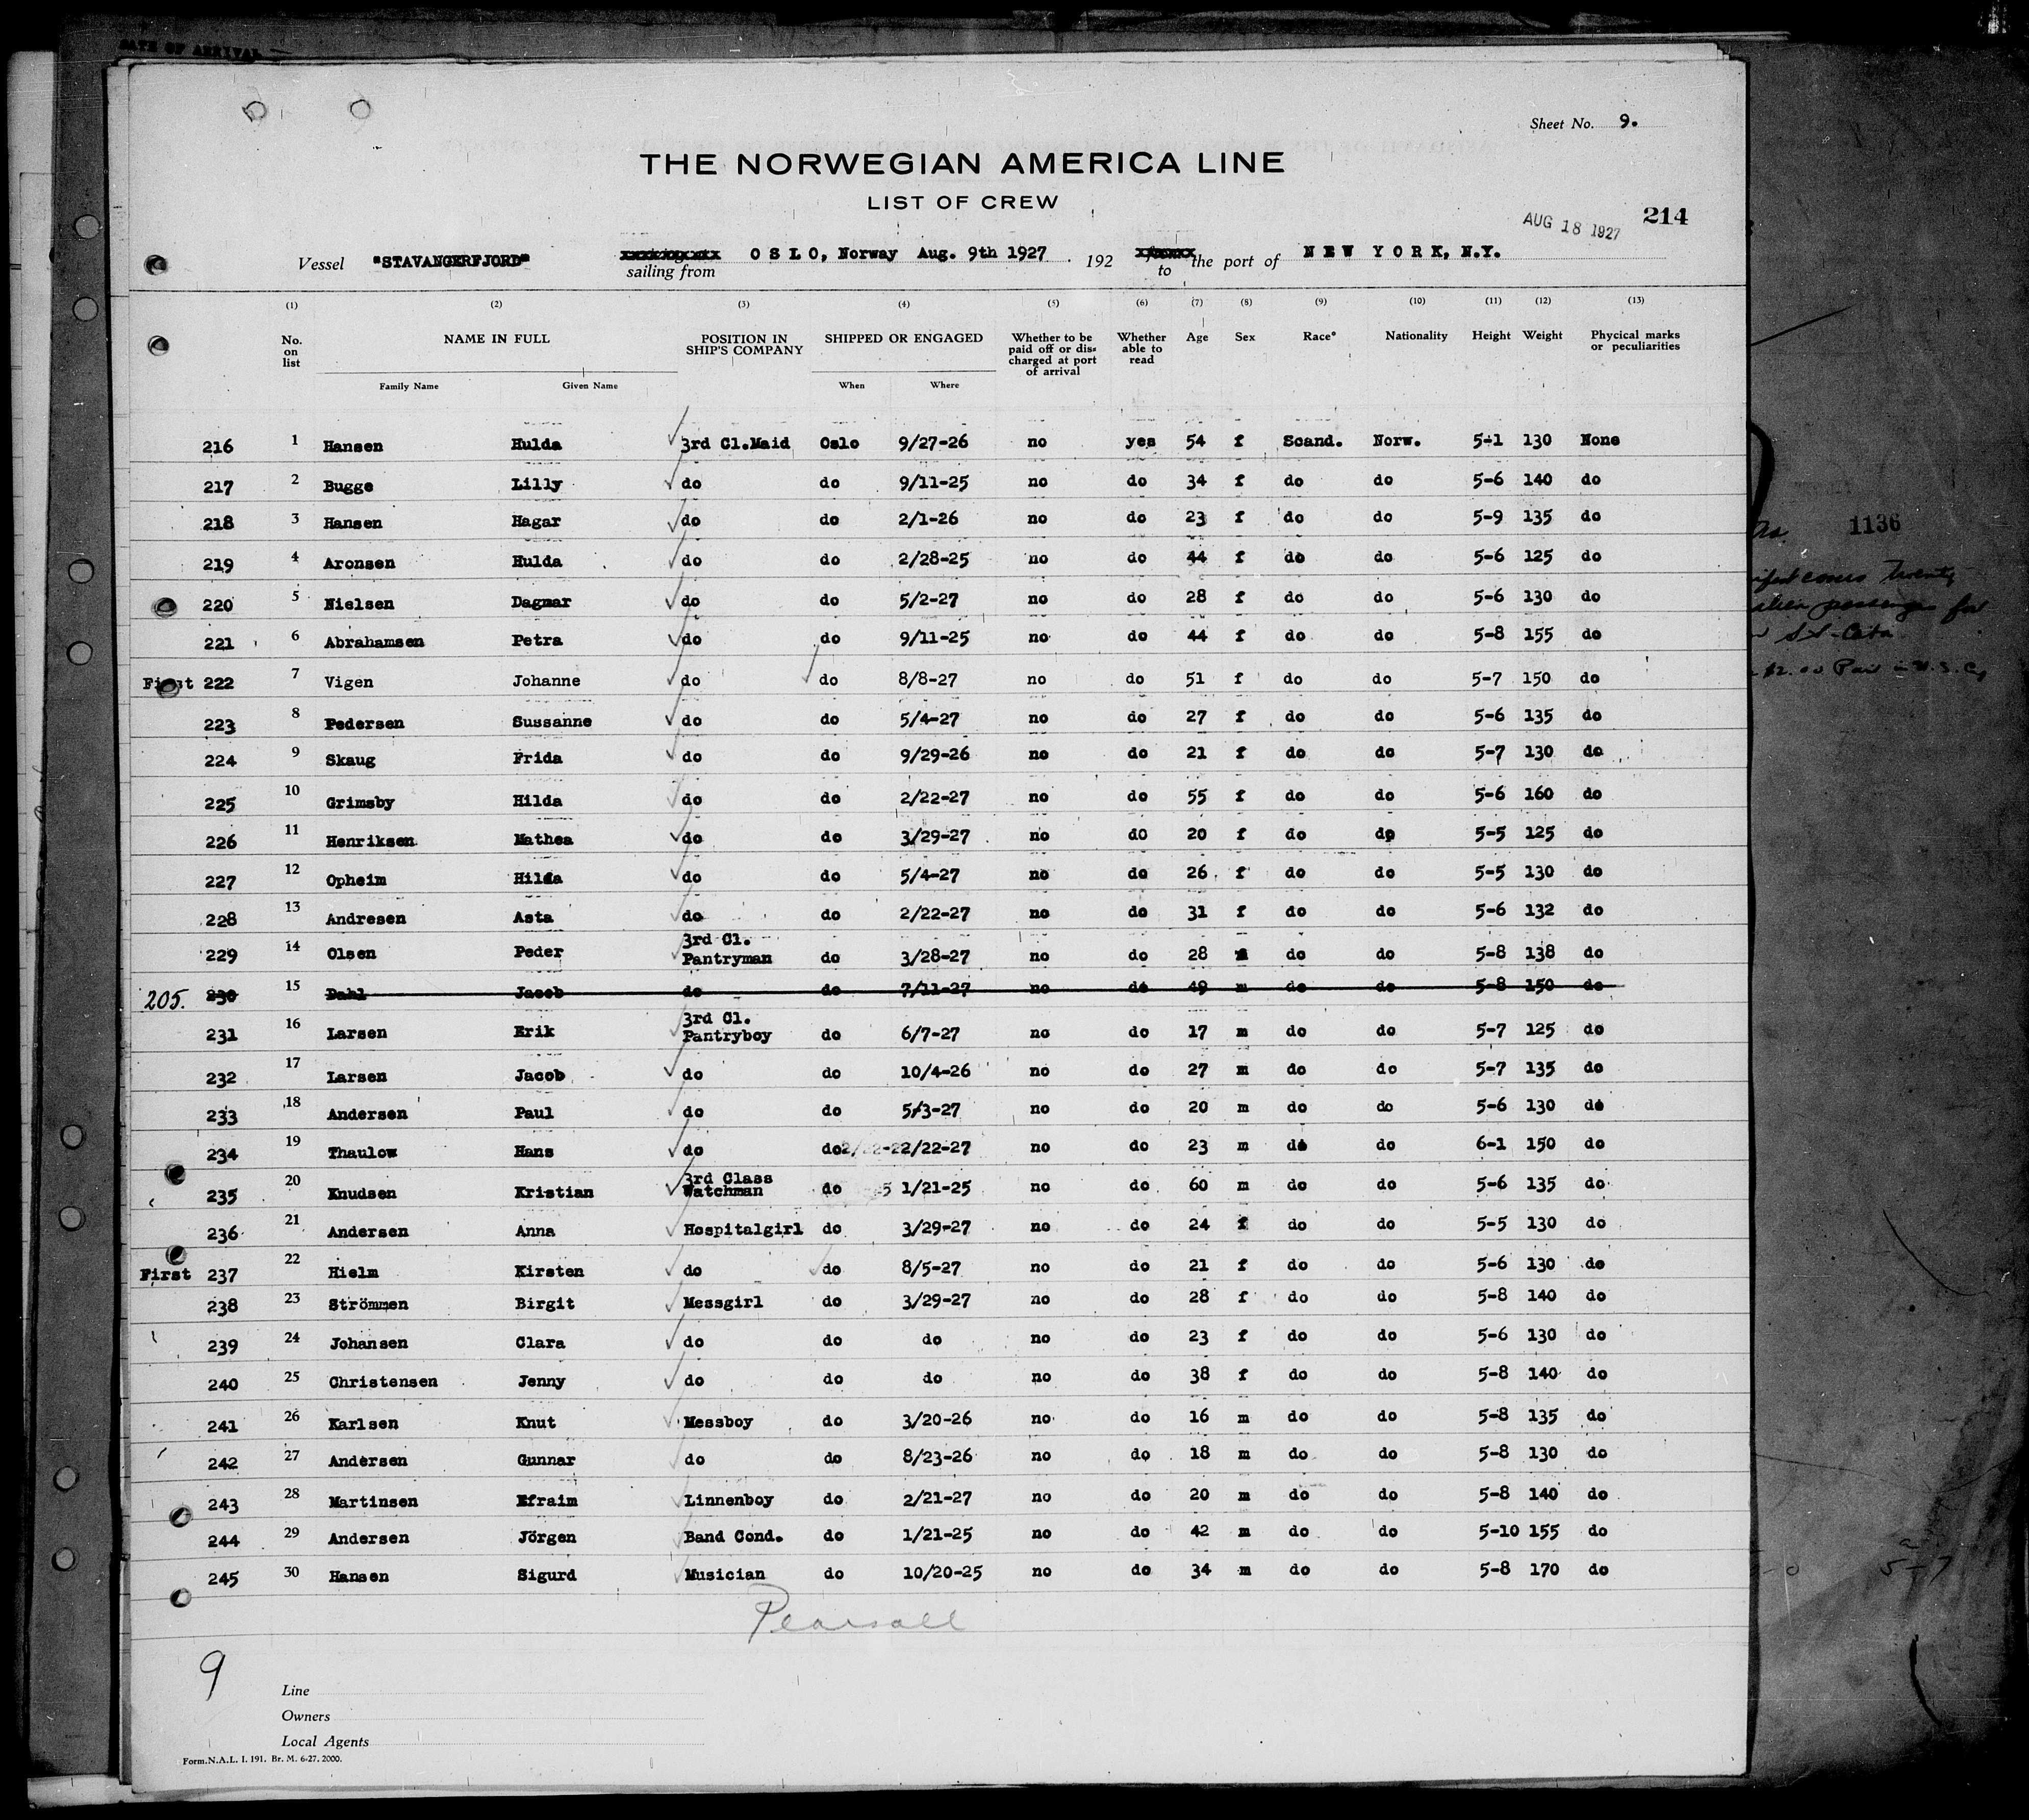 DATE OF ARRIVAL
Sheet No. 9.
THE NORWEGIAN AMERICA LINE
LIST OF CREW
AUG 18 1927 214
Vessel "STAVANGERFJORD" sailing from O S L O, Norway Aug. 9th 1927 192 to the port of N E W Y O R K, N.Y.
(1) (2) (3) (4) (5) (6) (7) (8) (9) (10) (11) (12) (13)
No. on list NAME IN FULL POSITION IN SHIP'S COMPANY SHIPPED OR ENGAGED Whether to be paid off or discharged at port of arrival Whether able to read Age Sex Race* Nationality Height Weight Physical marks or peculiarities
Family Name Given Name When Where
216 1 Hansen Hulda 3rd Cl.Maid Oslo 9/27-26 no yes 54 f Scand. Norw. 5-1 130 None
217 2 Bugge Lilly do do 9/11-25 no do 34 f do do 5-6 140 do
218 3 Hansen Hagar do do 2/1-26 no do 23 f do do 5-9 135 do
219 4 Aronsen Hulda do do 2/28-25 no do 44 f do do 5-6 125 do
220 5 Nielsen Dagmar do do 5/2-27 no do 28 f do do 5-6 130 do
221 6 Abrahamsen Petra do do 9/11-25 no do 44 f do do 5-8 155 do
First 222 7 Vigen Johanne do do 8/8-27 no do 51 f do do 5-7 150 do
223 8 Pedersen Sussanne do do 5/4-27 no do 27 f do do 5-6 135 do
224 9 Skaug Frida do do 9/29-26 no do 21 f do do 5-7 130 do
225 10 Grimsby Hilda do do 2/22-27 no do 55 f do do 5-6 160 do
226 11 Henriksen Mathea do do 3/29-27 no do 20 f do do 5-5 125 do
227 12 Opheim Hilda do do 5/4-27 no do 26 f do do 5-5 130 do
228 13 Andresen Asta do do 2/22-27 no do 31 f do do 5-6 132 do
229 14 Olsen Peder 3rd Cl. Pantryman do 3/28-27 no do 28 m do do 5-8 138 do
205. 230 15 Dahl Jacob do do 7/11-27 no do 49 m do do 5-8 150 do
231 16 Larsen Erik 3rd Cl. Pantryboy do 6/7-27 no do 17 m do do 5-7 125 do
232 17 Larsen Jacob do do 10/4-26 no do 27 m do do 5-7 135 do
233 18 Andersen Paul do do 5/3-27 no do 20 m do do 5-6 130 do
234 19 Thaulow Hans do do 2/22-27 no do 23 m do do 6-1 150 do
235 20 Knudsen Kristian 3rd Class Watchman do 1/21-25 no do 60 m do do 5-6 135 do
236 21 Andersen Anna Hospitalgirl do 3/29-27 no do 24 f do do 5-5 130 do
First 237 22 Hielm Kirsten do do 8/5-27 no do 21 f do do 5-6 130 do
238 23 Strömmen Birgit Messgirl do 3/29-27 no do 28 f do do 5-8 140 do
239 24 Johansen Clara do do do no do 23 f do do 5-6 130 do
240 25 Christensen Jenny do do do no do 38 f do do 5-8 140 do
241 26 Karlsen Knut Messboy do 3/20-26 no do 16 m do do 5-8 135 do
242 27 Andersen Gunnar do do 8/23-26 no do 18 m do do 5-8 130 do
243 28 Martinsen Efraim Linnenboy do 2/21-27 no do 20 m do do 5-8 140 do
244 29 Andersen Jörgen Band Cond. do 1/21-25 no do 42 m do do 5-10 155 do
245 30 Hansen Sigurd Musician do 10/20-25 no do 34 m do do 5-8 170 do
Pearsall
9
Line
Owners
Local Agents
Form.N.A.L. I. 191. Br. M. 6-27. 2000.
1136